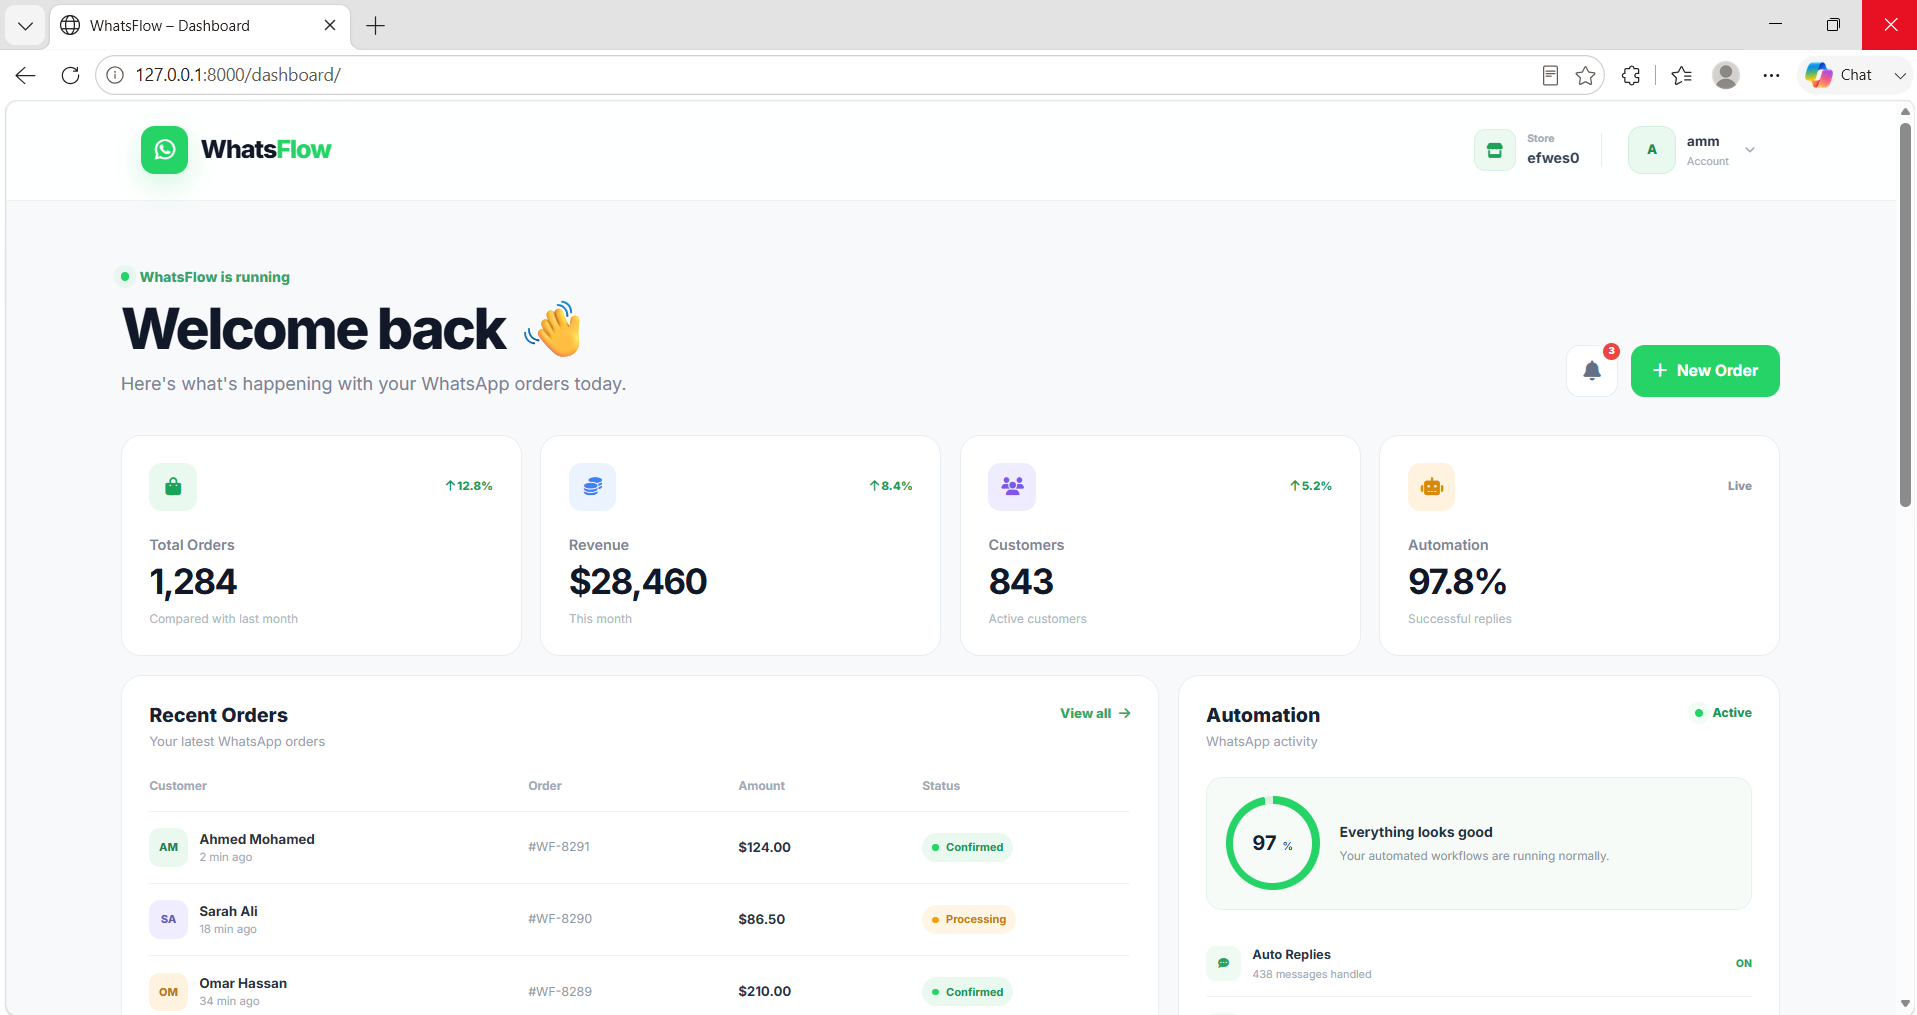 WhatsFlow – Dashboard
127.0.0.1:8000/dashboard/
Chat
WhatsFlow
Store
efwes0
A
amm
Account
WhatsFlow is running
Welcome back 👋
Here's what's happening with your WhatsApp orders today.
3
+ New Order
↑12.8%
Total Orders
1,284
Compared with last month
↑8.4%
Revenue
$28,460
This month
↑5.2%
Customers
843
Active customers
Live
Automation
97.8%
Successful replies
Recent Orders
View all →
Your latest WhatsApp orders
Customer Order Amount Status
AM Ahmed Mohamed #WF-8291 $124.00 Confirmed
2 min ago
SA Sarah Ali #WF-8290 $86.50 Processing
18 min ago
OM Omar Hassan #WF-8289 $210.00 Confirmed
34 min ago
Automation
Active
WhatsApp activity
97 %
Everything looks good
Your automated workflows are running normally.
Auto Replies
438 messages handled
ON